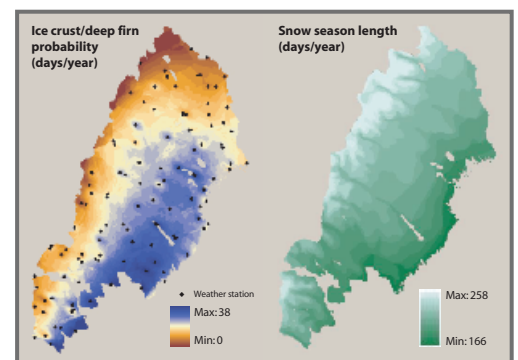 Ice crust/deep firn
probability
(days/year)
Snow season length
(days/year)
Weather station
Max: 38
Min: 0
Max: 258
Min: 166